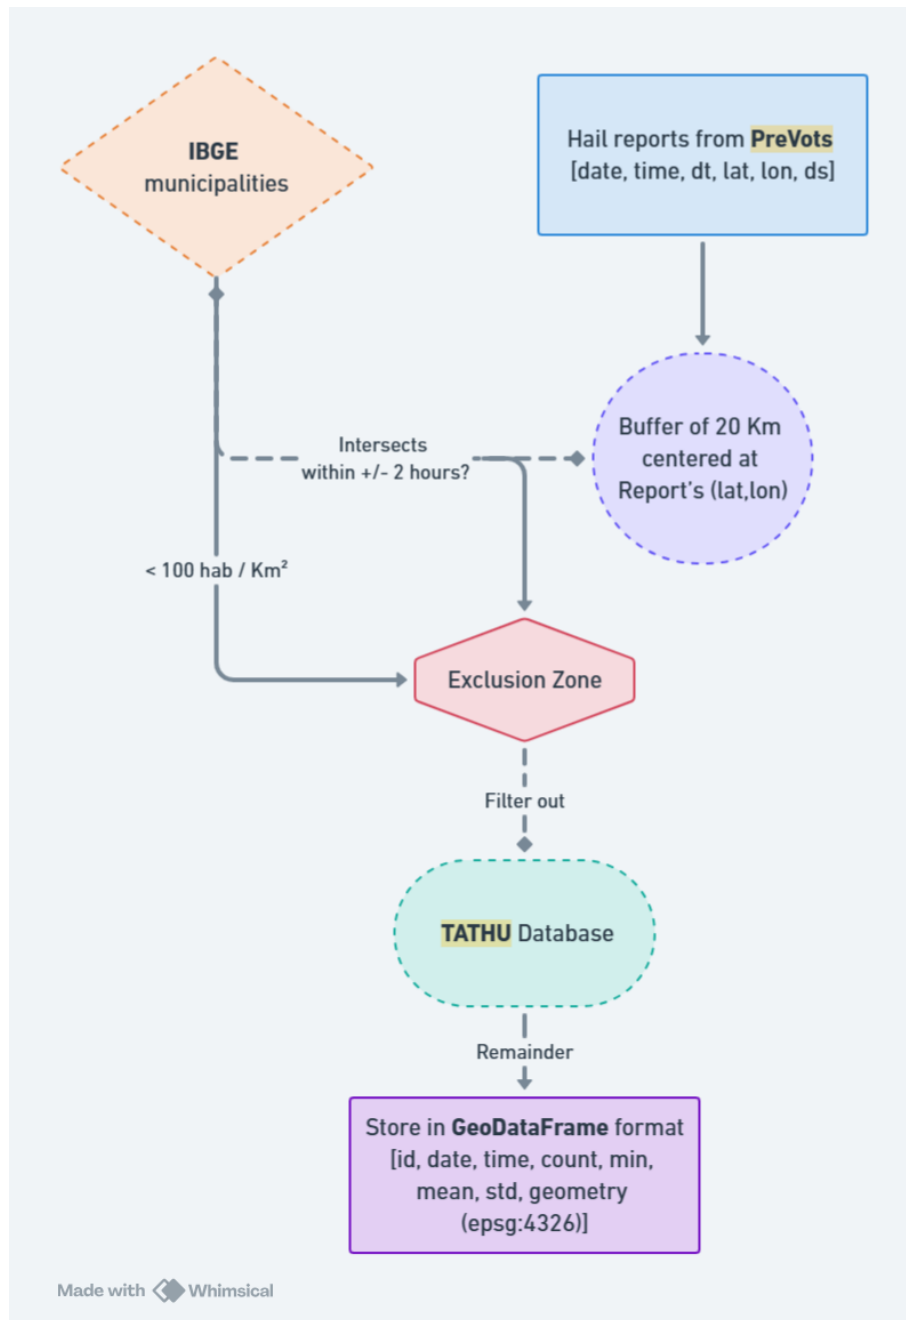 IBGE
municipalities
Hail reports from PreVots
[date, time, dt, lat, lon, ds]
Buffer of 20 Km
centered at
Report's (lat,lon)
Intersects
within +/- 2 hours?
< 100 hab / Km²
Exclusion Zone
Filter out
TATHU Database
Remainder
Store in GeoDataFrame format
[id, date, time, count, min,
mean, std, geometry
(epsg:4326)]
Made with Whimsical